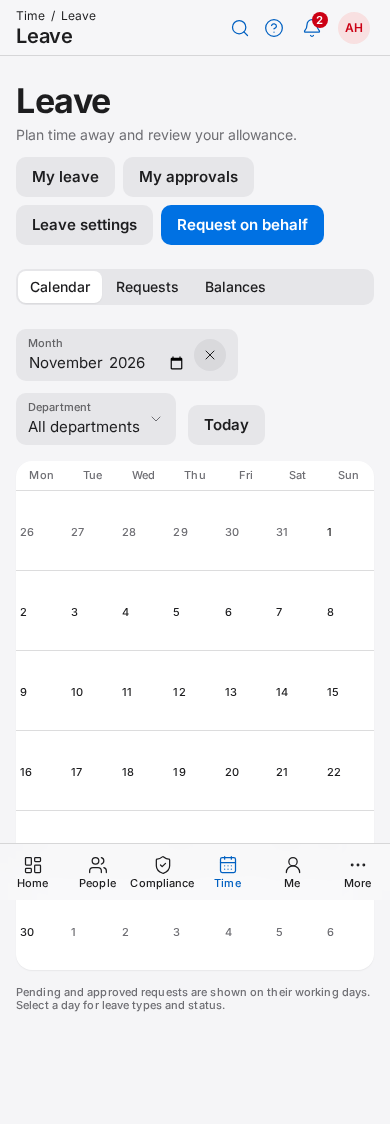 Time / Leave
Leave
2
AH
Leave
Plan time away and review your allowance.
My leave
My approvals
Leave settings
Request on behalf
Calendar
Requests
Balances
Month
November 2026
Department
All departments
Today
Mon Tue Wed Thu Fri Sat Sun
26 27 28 29 30 31 1
2 3 4 5 6 7 8
9 10 11 12 13 14 15
16 17 18 19 20 21 22
Home People Compliance Time Me More
30 1 2 3 4 5 6
Pending and approved requests are shown on their working days.
Select a day for leave types and status.